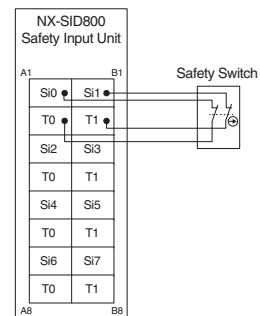 NX-SID800
Safety Input Unit
A1 B1
Safety Switch
Si0 Si1
T0 T1
Si2 Si3
T0 T1
Si4 Si5
T0 T1
Si6 Si7
T0 T1
A8 B8